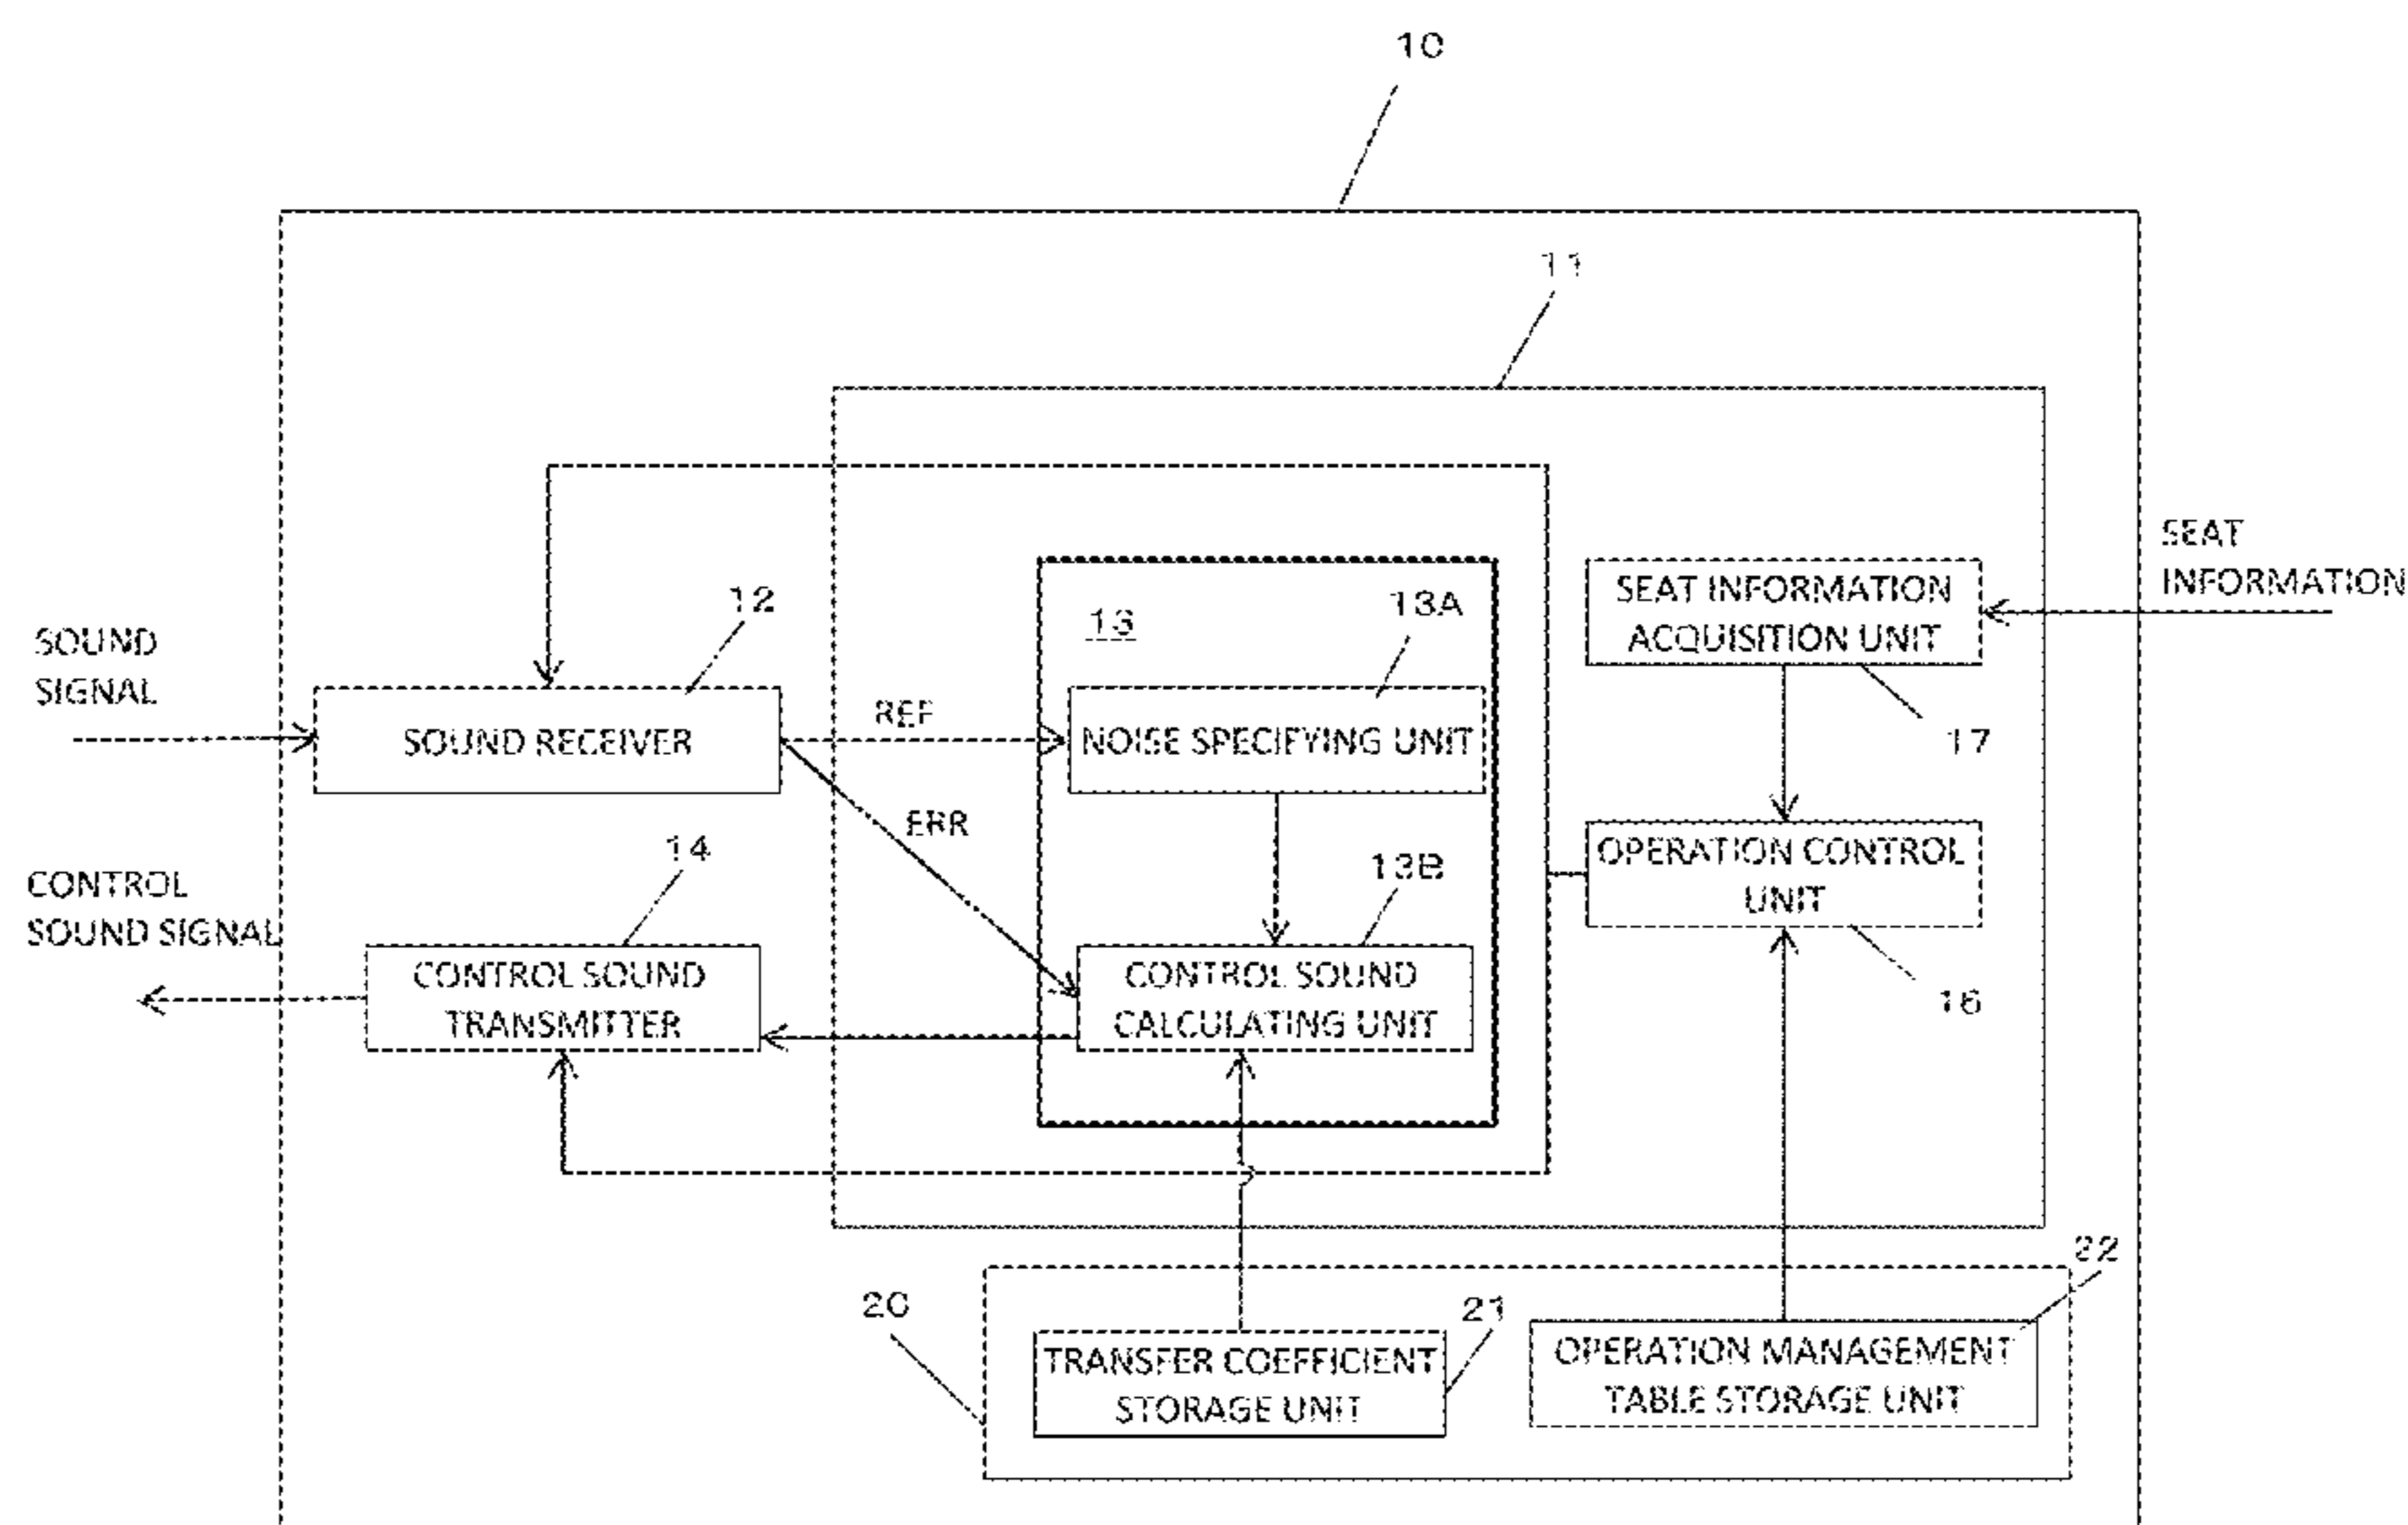 10
11
SEAT
INFORMATION
SEAT INFORMATION
ACQUISITION UNIT
17
12
13
13A
SOUND
SIGNAL
SOUND RECEIVER
REF
NOISE SPECIFYING UNIT
ERR
OPERATION CONTROL
UNIT
16
14
13B
CONTROL
SOUND SIGNAL
CONTROL SOUND
TRANSMITTER
CONTROL SOUND
CALCULATING UNIT
22
20
21
TRANSFER COEFFICIENT
STORAGE UNIT
OPERATION MANAGEMENT
TABLE STORAGE UNIT